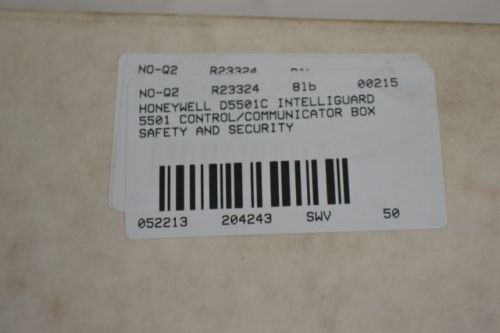 NO-Q2 R23324
NO-Q2 R23324 8lb 00215
HONEYWELL D5501C INTELLIGUARD
5501 CONTROL/COMMUNICATOR BOX
SAFETY AND SECURITY
052213 204243 SWV 50